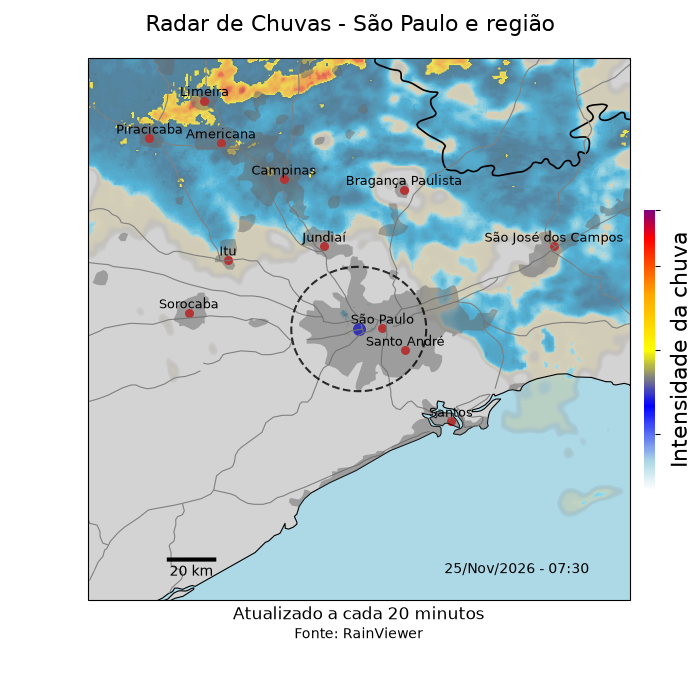 Radar de Chuvas - São Paulo e região
Limeira
Piracicaba
Americana
Campinas
Bragança Paulista
Jundiaí
São José dos Campos
Itu
Sorocaba
São Paulo
Santo André
Santos
20 km
25/Nov/2026 - 07:30
Intensidade da chuva
Atualizado a cada 20 minutos
Fonte: RainViewer